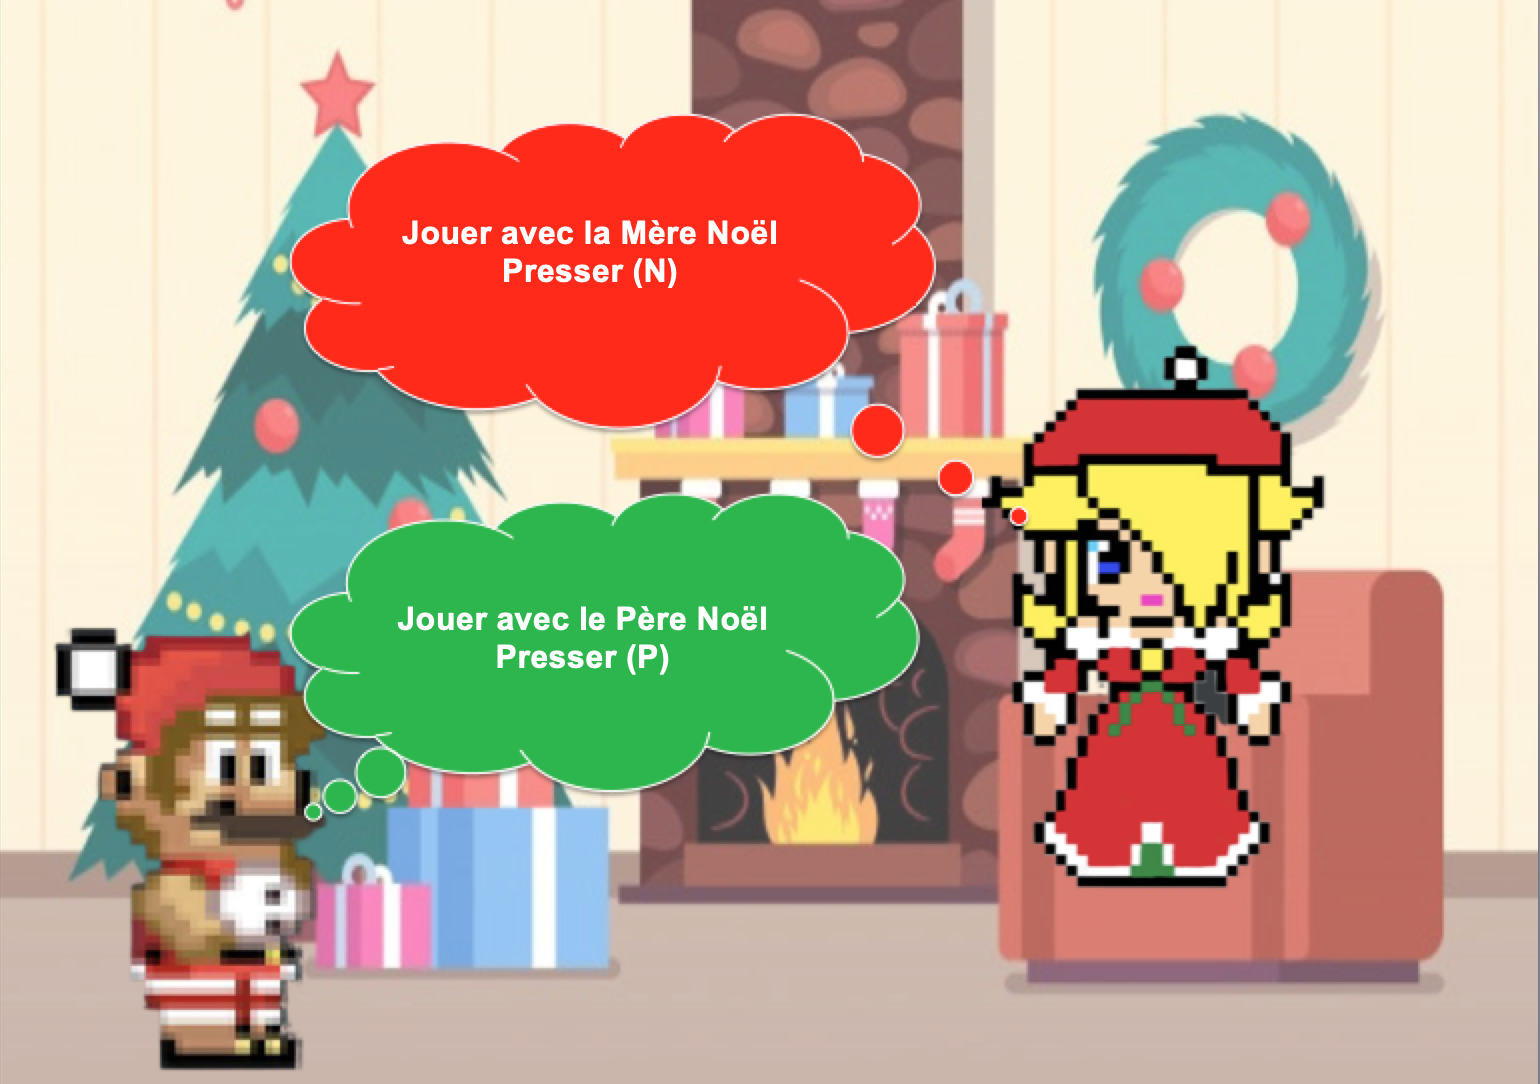 Jouer avec la Mère Noël
Presser (N)
Jouer avec le Père Noël
Presser (P)